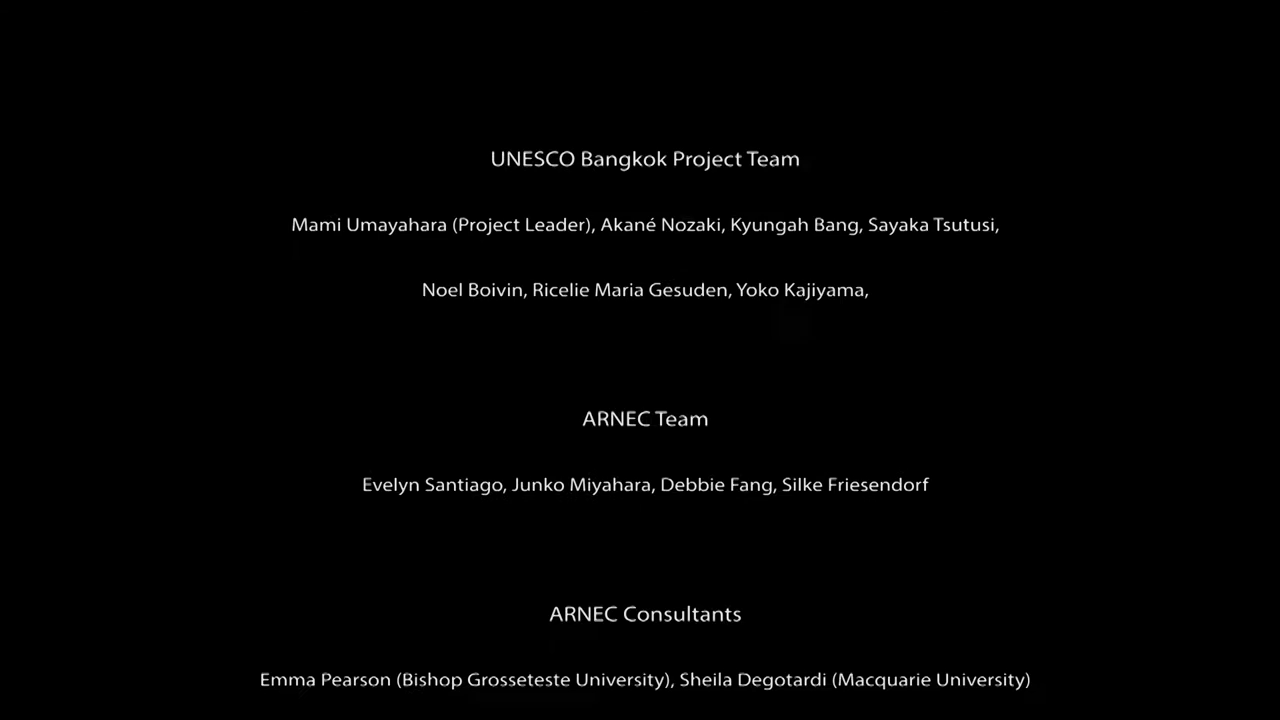 UNESCO Bangkok Project Team
Mami Umayahara (Project Leader), Akané Nozaki, Kyungah Bang, Sayaka Tsutusi,
Noel Boivin, Ricelie Maria Gesuden, Yoko Kajiyama,
ARNEC Team
Evelyn Santiago, Junko Miyahara, Debbie Fang, Silke Friesendorf
ARNEC Consultants
Emma Pearson (Bishop Grosseteste University), Sheila Degotardi (Macquarie University)